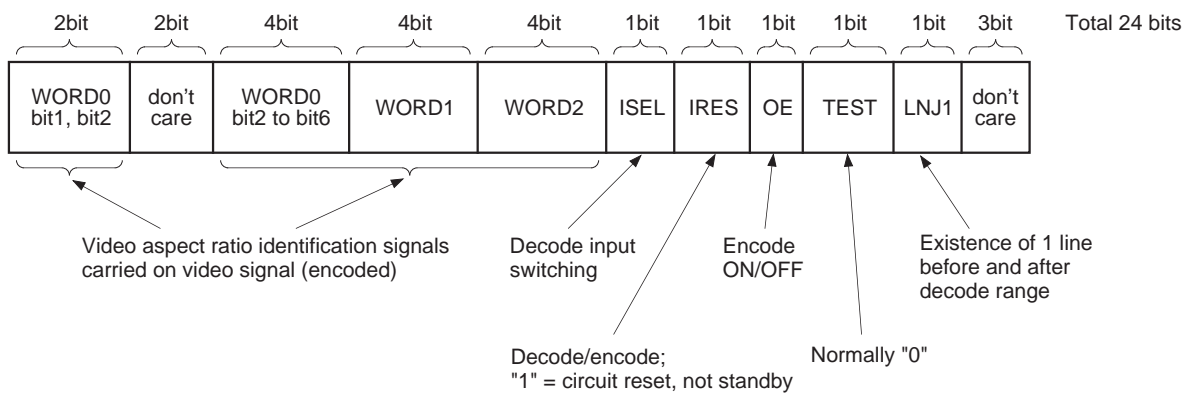 2bit 2bit 4bit 4bit 4bit 1bit 1bit 1bit 1bit 1bit 3bit Total 24 bits
WORD0 bit1, bit2
don't care
WORD0 bit2 to bit6
WORD1
WORD2
ISEL
IRES
OE
TEST
LNJ1
don't care
Video aspect ratio identification signals
carried on video signal (encoded)
Decode input
switching
Encode
ON/OFF
Existence of 1 line
before and after
decode range
Decode/encode;
"1" = circuit reset, not standby
Normally "0"